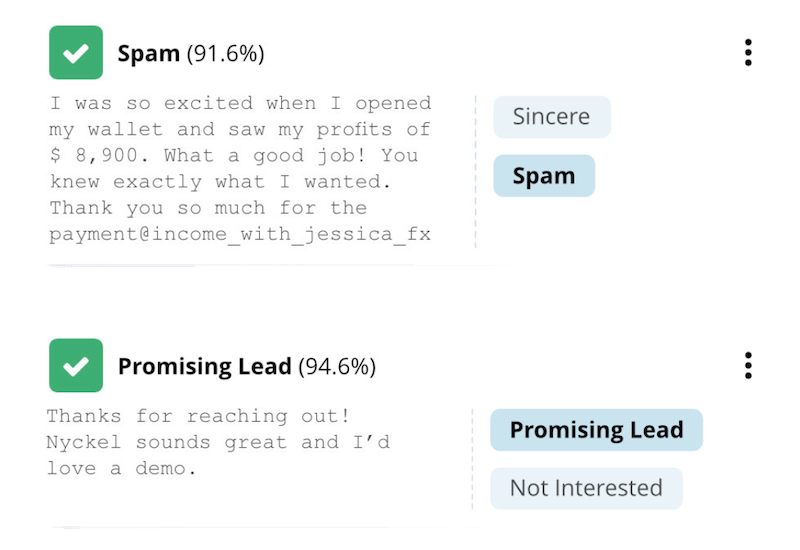 Spam (91.6%)
I was so excited when I opened
my wallet and saw my profits of
$ 8,900. What a good job! You
knew exactly what I wanted.
Thank you so much for the
payment@income_with_jessica_fx
Sincere
Spam
Promising Lead (94.6%)
Thanks for reaching out!
Nyckel sounds great and I’d
love a demo.
Promising Lead
Not Interested